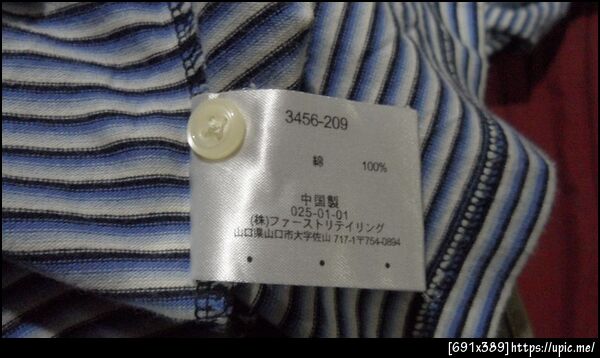 3456-209
綿 100%
中国製
025-01-01
(株)ファーストリテイリング
山口県山口市大字佐山 717-1〒754-0894
[691x389]https://upic.me/